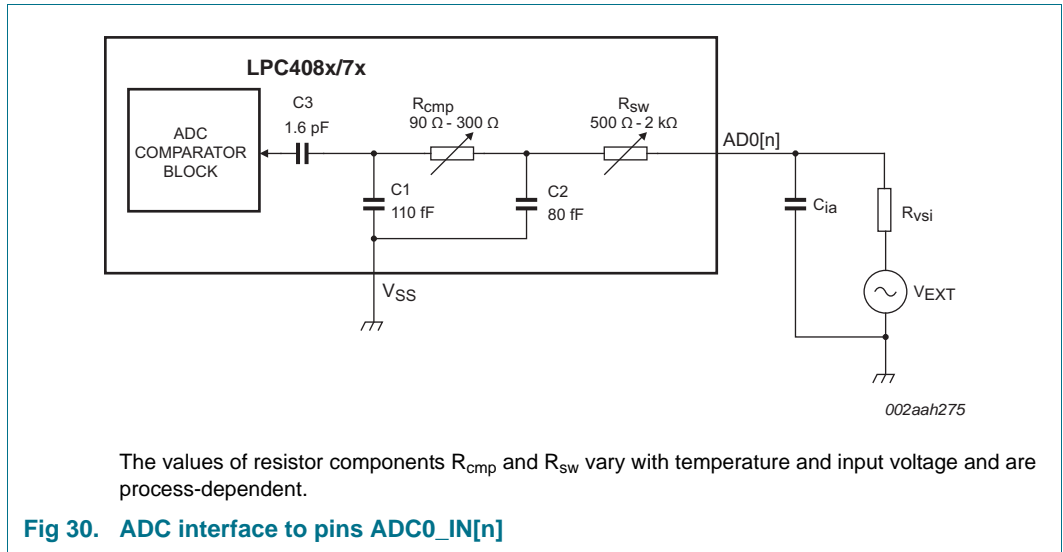 LPC408x/7x
C3
1.6 pF
Rcmp
90 Ω - 300 Ω
Rsw
500 Ω - 2 kΩ
ADC
COMPARATOR
BLOCK
AD0[n]
C1
110 fF
C2
80 fF
Cia
Rvsi
VSS
VEXT
002aah275
The values of resistor components Rcmp and Rsw vary with temperature and input voltage and are
process-dependent.
Fig 30. ADC interface to pins ADC0_IN[n]